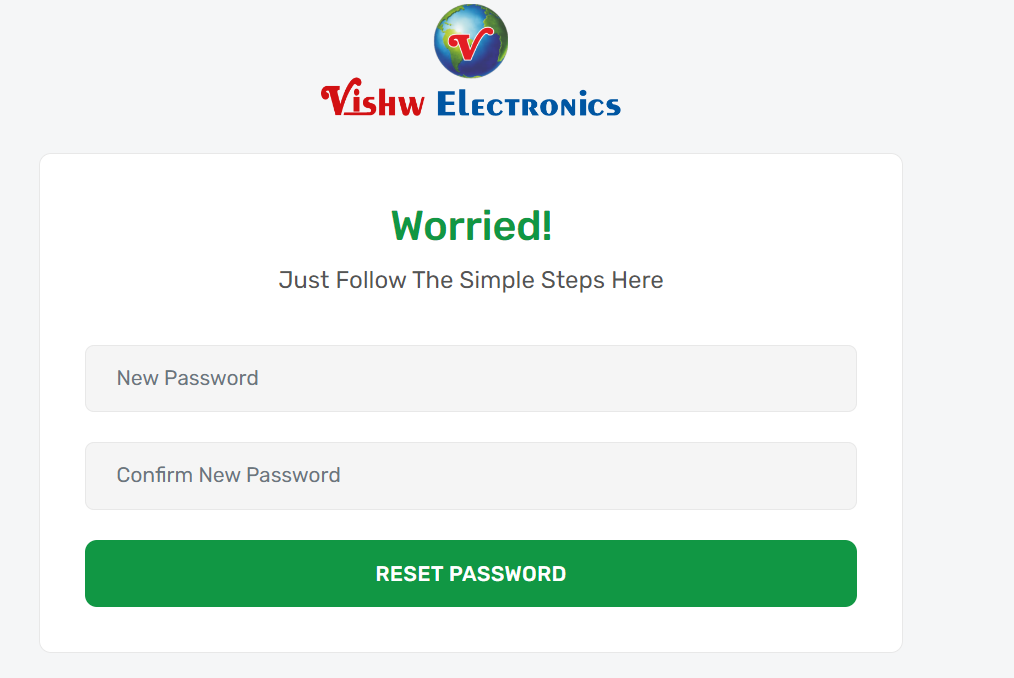 V
Vishw Electronics
Worried!
Just Follow The Simple Steps Here
New Password
Confirm New Password
RESET PASSWORD